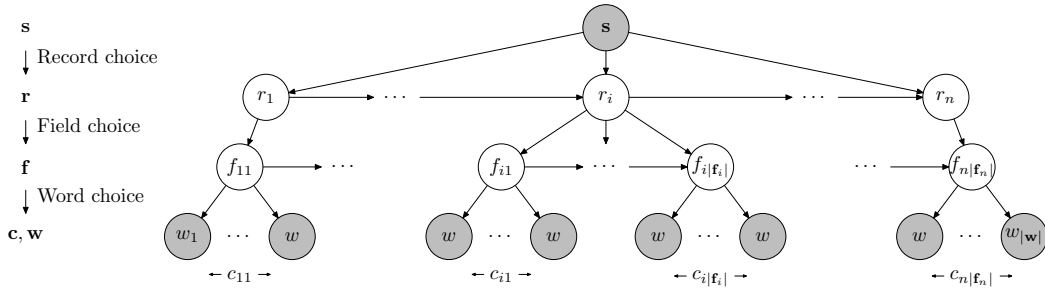 s s
Record choice
r r₁ ··· rᵢ ··· rₙ
Field choice
f f₁₁ ··· fᵢ₁ ··· fᵢ|𝐟ᵢ| ··· fₙ|𝐟ₙ|
Word choice
c, w w₁ ··· w w ··· w w ··· w w ··· w|𝐰|
c₁₁ cᵢ₁ cᵢ|𝐟ᵢ| cₙ|𝐟ₙ|